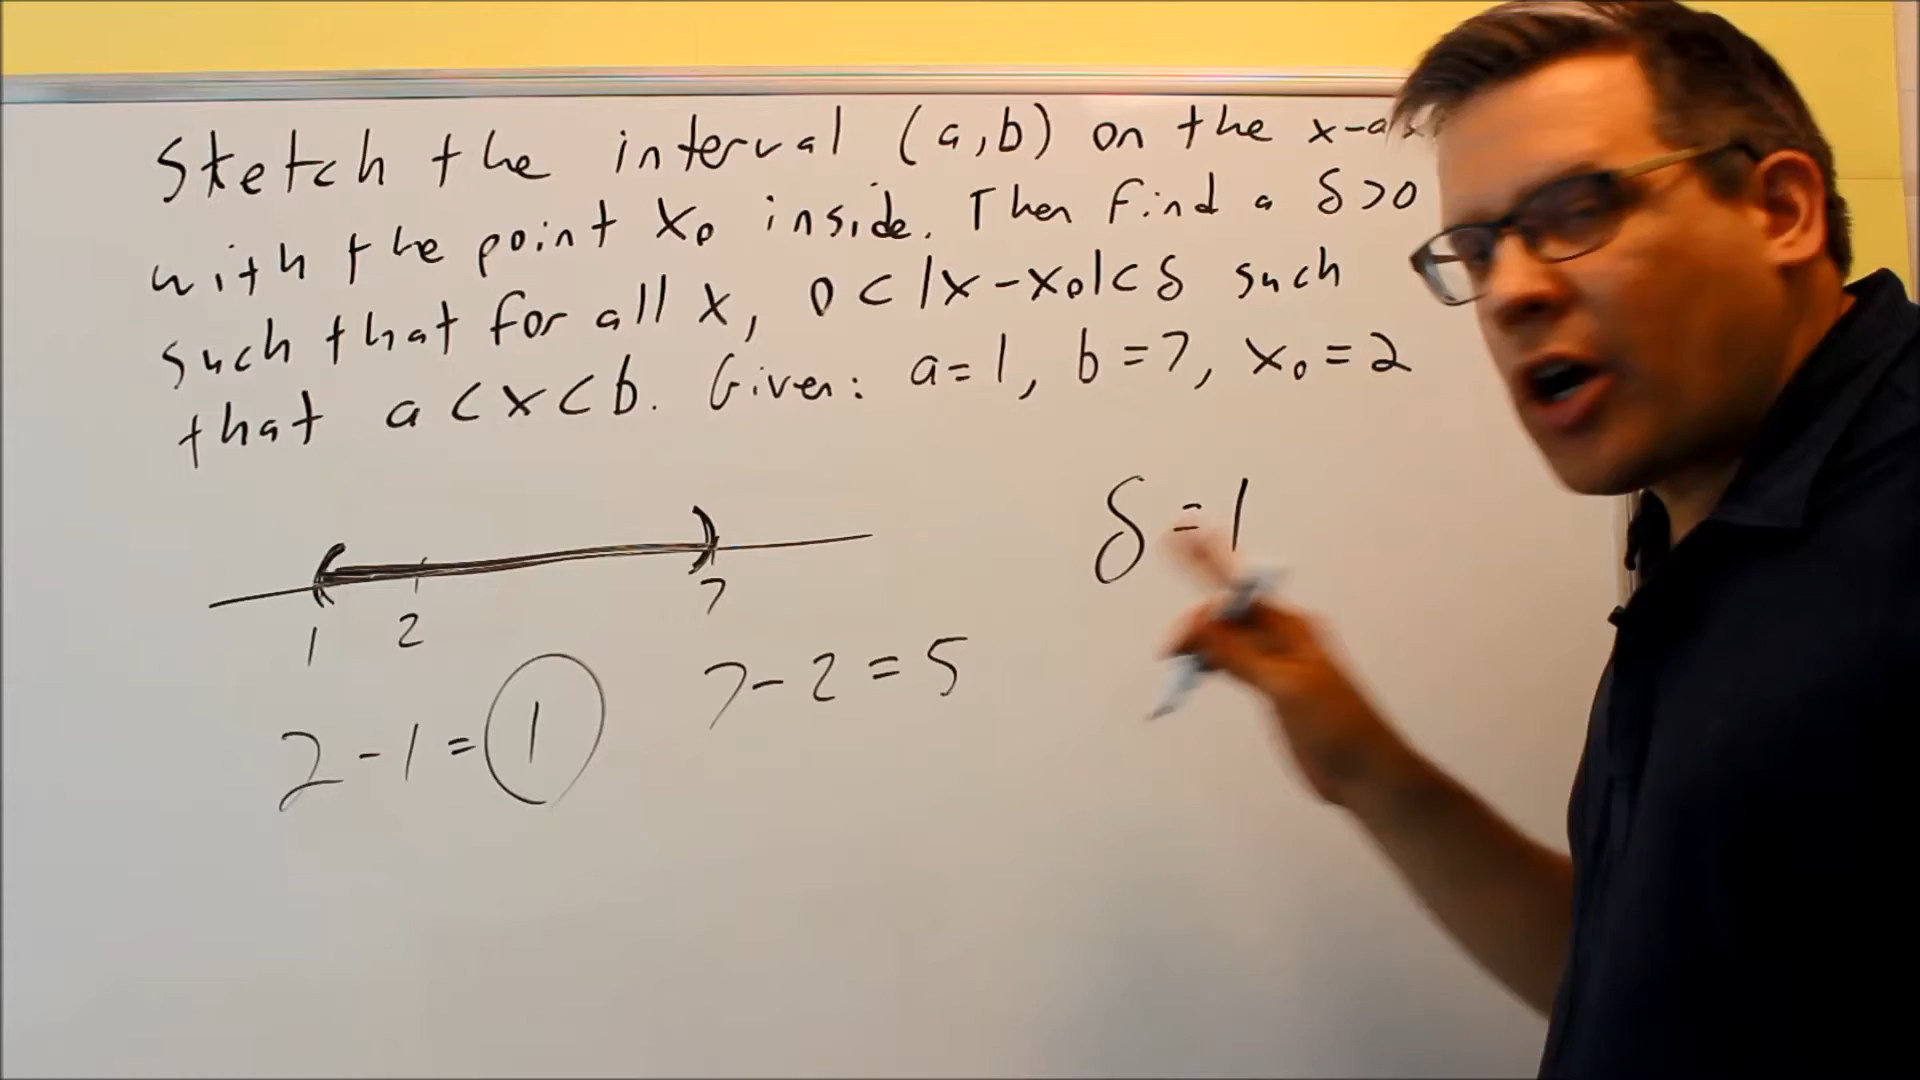 Sketch the interval (a,b) on the
with the point x₀ inside. Then find a δ>0
such that for all x, 0<|x-x₀|<δ such
that a<x<b. Given: a=1, b=7, x₀=2
δ=1
1 2 7
2-1=1 7-2=5